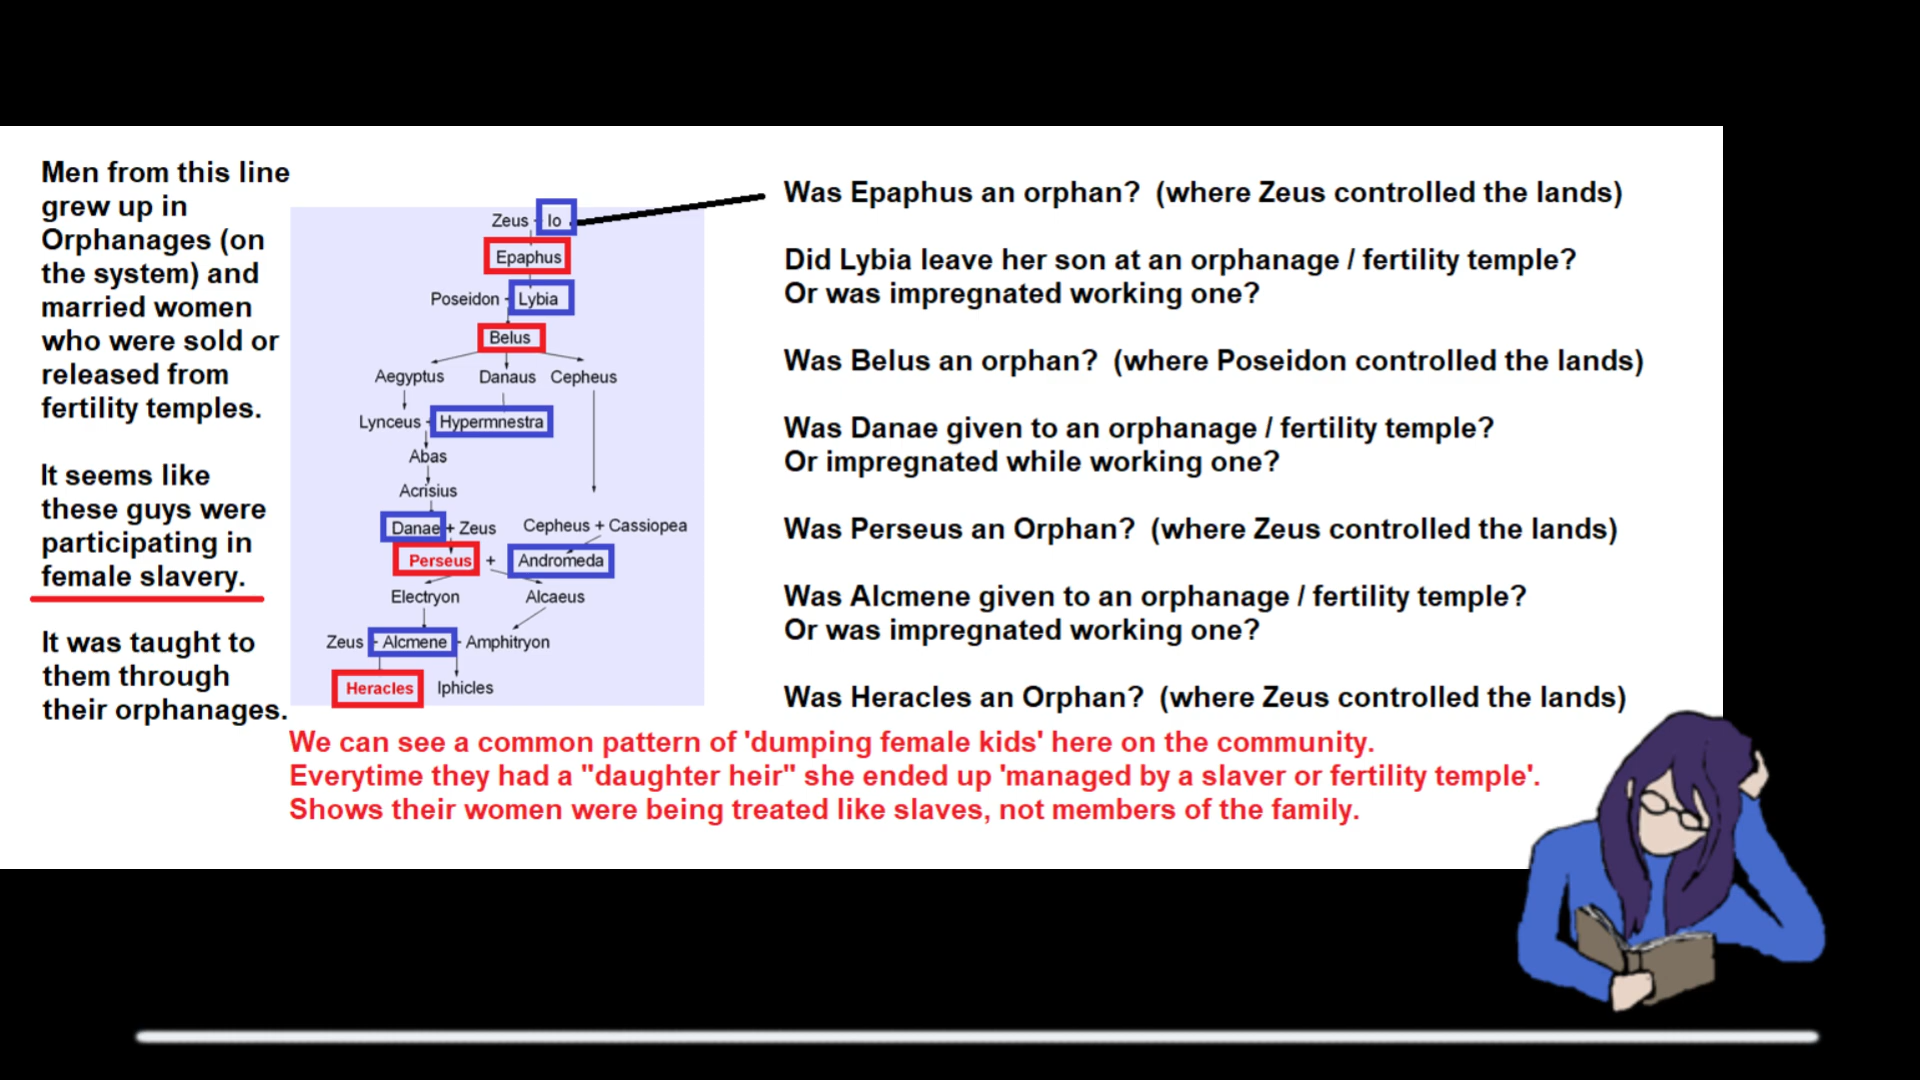 Men from this line
grew up in
Orphanages (on
the system) and
married women
who were sold or
released from
fertility temples.
It seems like
these guys were
participating in
female slavery.
It was taught to
them through
their orphanages.
Zeus - Io
Epaphus
Poseidon - Lybia
Belus
Aegyptus Danaus Cepheus
Lynceus - Hypermnestra
Abas
Acrisius
Danae + Zeus Cepheus + Cassiopea
Perseus + Andromeda
Electryon Alcaeus
Zeus - Alcmene - Amphitryon
Heracles Iphicles
Was Epaphus an orphan? (where Zeus controlled the lands)
Did Lybia leave her son at an orphanage / fertility temple?
Or was impregnated working one?
Was Belus an orphan? (where Poseidon controlled the lands)
Was Danae given to an orphanage / fertility temple?
Or impregnated while working one?
Was Perseus an Orphan? (where Zeus controlled the lands)
Was Alcmene given to an orphanage / fertility temple?
Or was impregnated working one?
Was Heracles an Orphan? (where Zeus controlled the lands)
We can see a common pattern of 'dumping female kids' here on the community.
Everytime they had a "daughter heir" she ended up 'managed by a slaver or fertility temple'.
Shows their women were being treated like slaves, not members of the family.